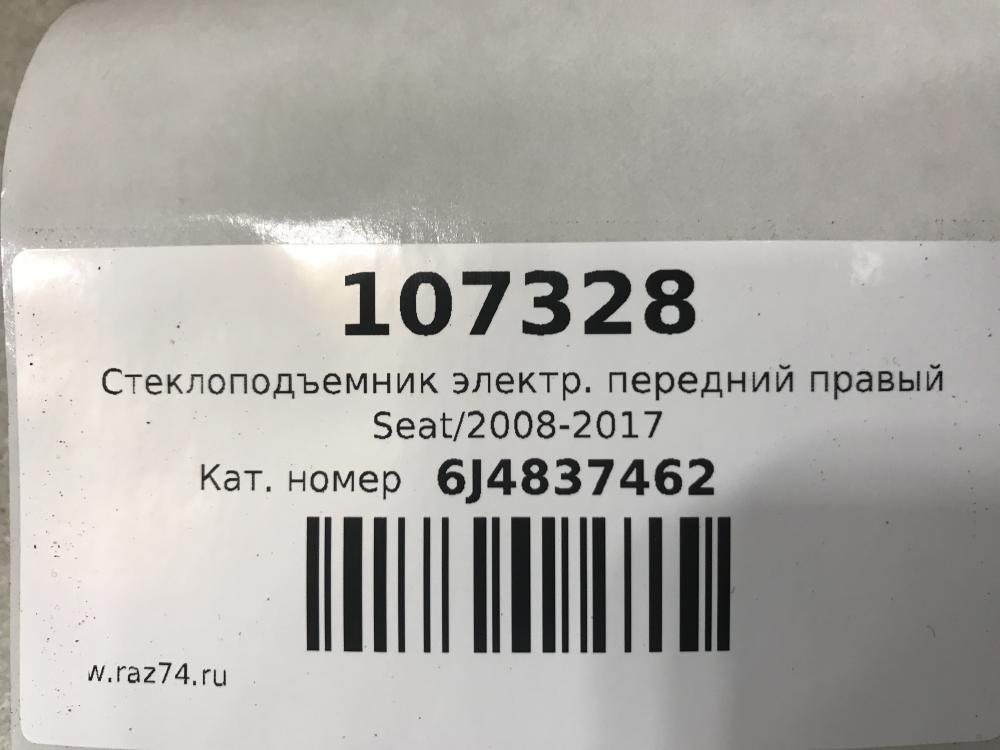 107328
Стеклоподъемник электр. передний правый
Seat/2008-2017
Кат. номер 6J4837462
w.raz74.ru